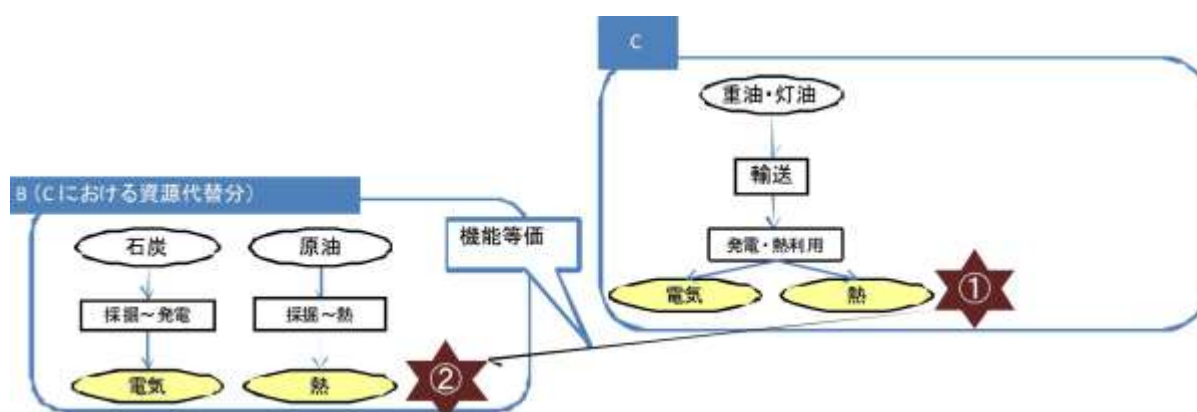 C
重油・灯油
輸送
発電・熱利用
電気
熱
①
B（Cにおける資源代替分）
石炭
原油
採掘～発電
採掘～熱
電気
熱
②
機能等価